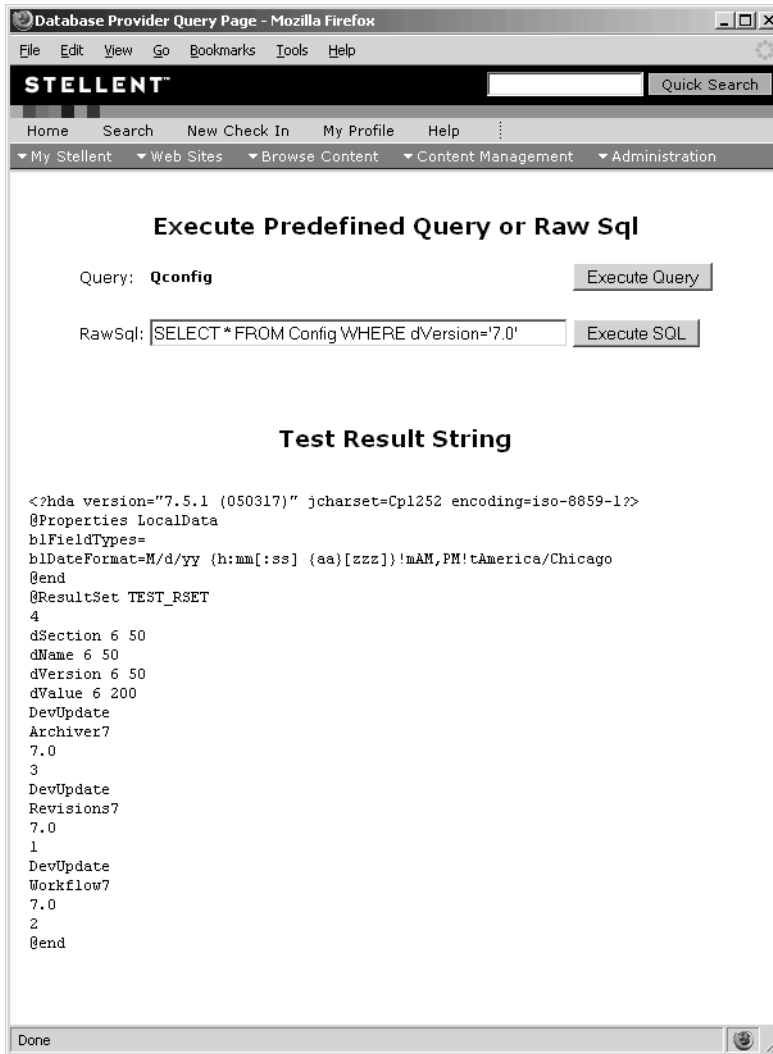 Database Provider Query Page - Mozilla Firefox
File Edit View Go Bookmarks Tools Help
STELLENT™ Quick Search
Home Search New Check In My Profile Help
My Stellent Web Sites Browse Content Content Management Administration
Execute Predefined Query or Raw Sql
Query: Qconfig Execute Query
RawSql: SELECT * FROM Config WHERE dVersion='7.0' Execute SQL
Test Result String
<?hda version="7.5.1 (050317)" jcharset=Cp1252 encoding=iso-8859-1?>
@Properties LocalData
blFieldTypes=
blDateFormat=M/d/yy {h:mm[:ss] {aa}[zzz]}!mAM,PM!tAmerica/Chicago
@end
@ResultSet TEST_RSET
4
dSection 6 50
dName 6 50
dVersion 6 50
dValue 6 200
DevUpdate
Archiver7
7.0
3
DevUpdate
Revisions7
7.0
1
DevUpdate
Workflow7
7.0
2
@end
Done